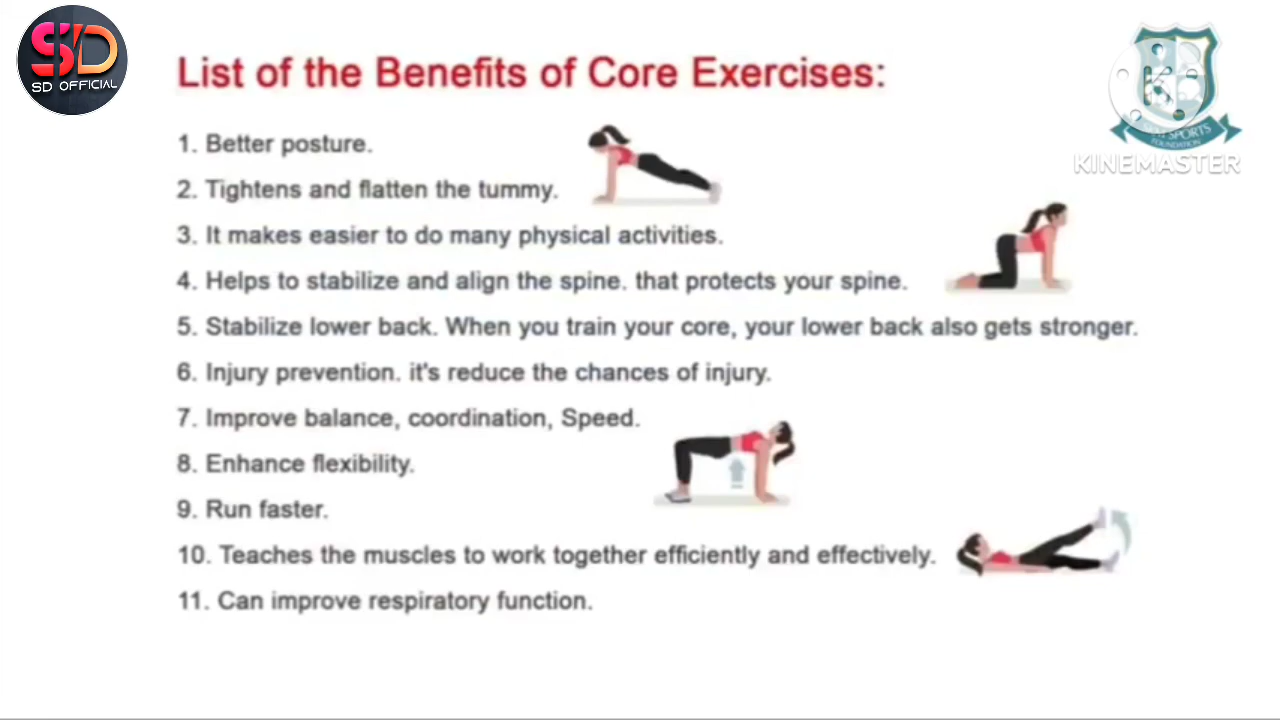 SD
SD OFFICIAL
List of the Benefits of Core Exercises:
1. Better posture.
2. Tightens and flatten the tummy.
3. It makes easier to do many physical activities.
4. Helps to stabilize and align the spine. that protects your spine.
5. Stabilize lower back. When you train your core, your lower back also gets stronger.
6. Injury prevention. it's reduce the chances of injury.
7. Improve balance, coordination, Speed.
8. Enhance flexibility.
9. Run faster.
10. Teaches the muscles to work together efficiently and effectively.
11. Can improve respiratory function.
K
SPORTS
FOUNDATION
KINEMASTER